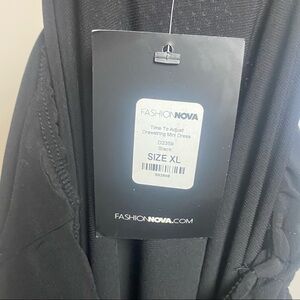 FASHIONNOVA
Time To Adjust
Drawstring Mini Dress
D2359
Black
SIZE XL
FASHIONNOVA.COM